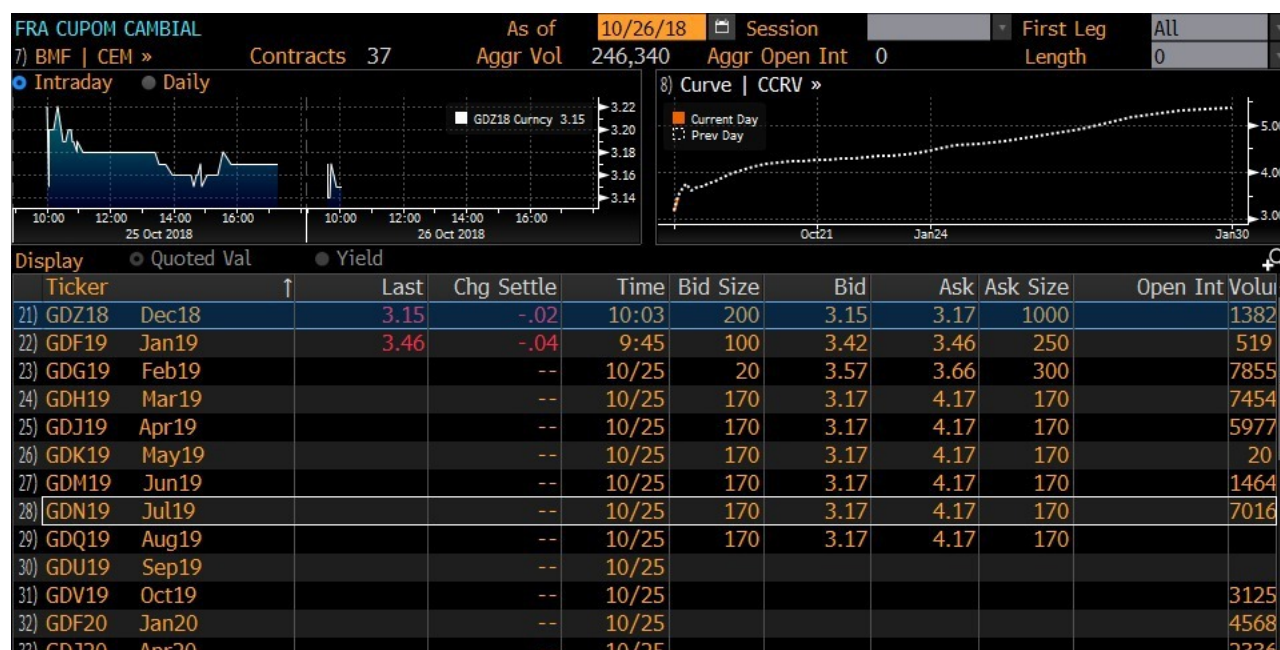 FRA CUPOM CAMBIAL As of 10/26/18 Session First Leg All
7) BMF | CEM » Contracts 37 Aggr Vol 246,340 Aggr Open Int 0 Length 0
Intraday Daily
GDZ18 Curncy 3.15
3.22
3.20
3.18
3.16
3.14
10:00 12:00 14:00 16:00 10:00 12:00 14:00 16:00
25 Oct 2018 26 Oct 2018
8) Curve | CCRV »
Current Day
Prev Day
5.00
4.00
3.00
Oct21 Jan24 Jan30
Display Quoted Val Yield
Ticker ↑ Last Chg Settle Time Bid Size Bid Ask Ask Size Open Int Volu
21) GDZ18 Dec18 3.15 -.02 10:03 200 3.15 3.17 1000 1382
22) GDF19 Jan19 3.46 -.04 9:45 100 3.42 3.46 250 519
23) GDG19 Feb19 -- 10/25 20 3.57 3.66 300 7855
24) GDH19 Mar19 -- 10/25 170 3.17 4.17 170 7454
25) GDJ19 Apr19 -- 10/25 170 3.17 4.17 170 5977
26) GDK19 May19 -- 10/25 170 3.17 4.17 170 20
27) GDM19 Jun19 -- 10/25 170 3.17 4.17 170 1464
28) GDN19 Jul19 -- 10/25 170 3.17 4.17 170 7016
29) GDQ19 Aug19 -- 10/25 170 3.17 4.17 170
30) GDU19 Sep19 -- 10/25
31) GDV19 Oct19 -- 10/25 3125
32) GDF20 Jan20 -- 10/25 4568
33) GDJ20 Apr20 -- 10/25 2336